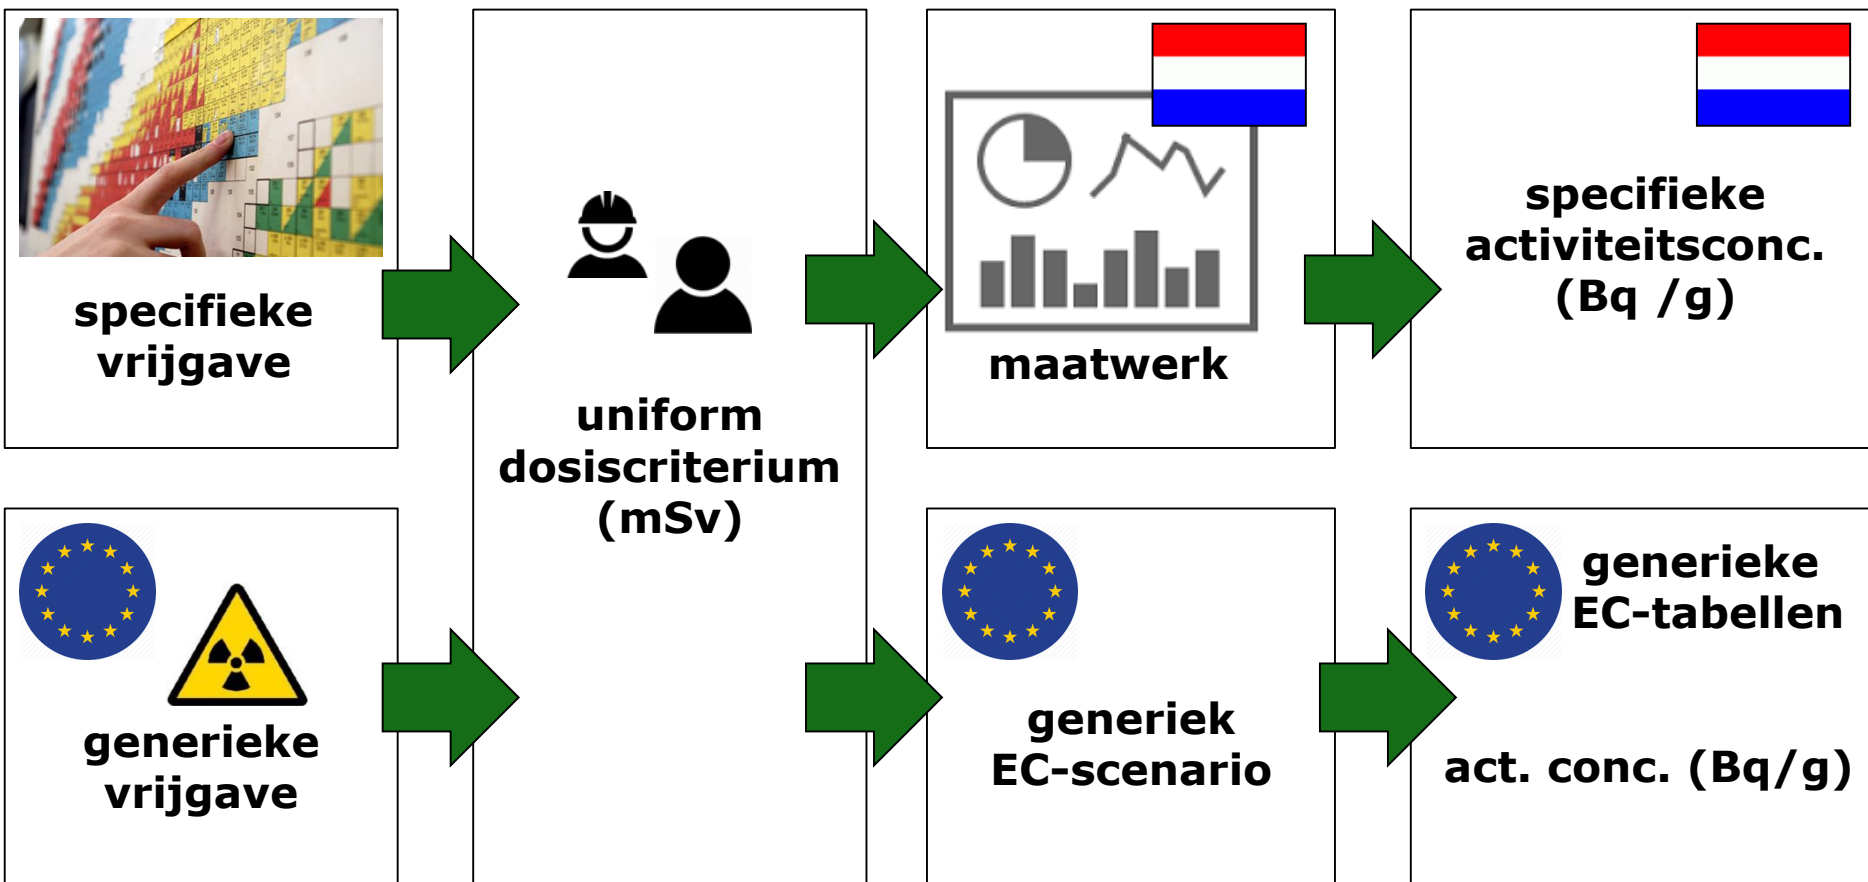 specifieke
vrijgave
uniform
dosiscriterium
(mSv)
maatwerk
specifieke
activiteitsconc.
(Bq /g)
generieke
vrijgave
generiek
EC-scenario
generieke
EC-tabellen
act. conc. (Bq/g)